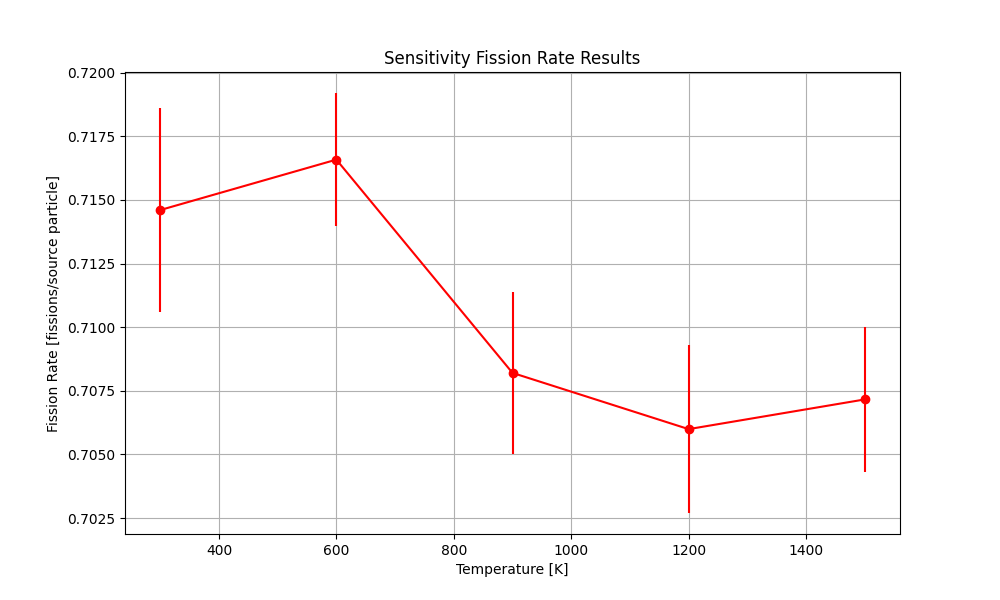 Sensitivity Fission Rate Results
Fission Rate [fissions/source particle]
0.7200
0.7175
0.7150
0.7125
0.7100
0.7075
0.7050
0.7025
400 600 800 1000 1200 1400
Temperature [K]